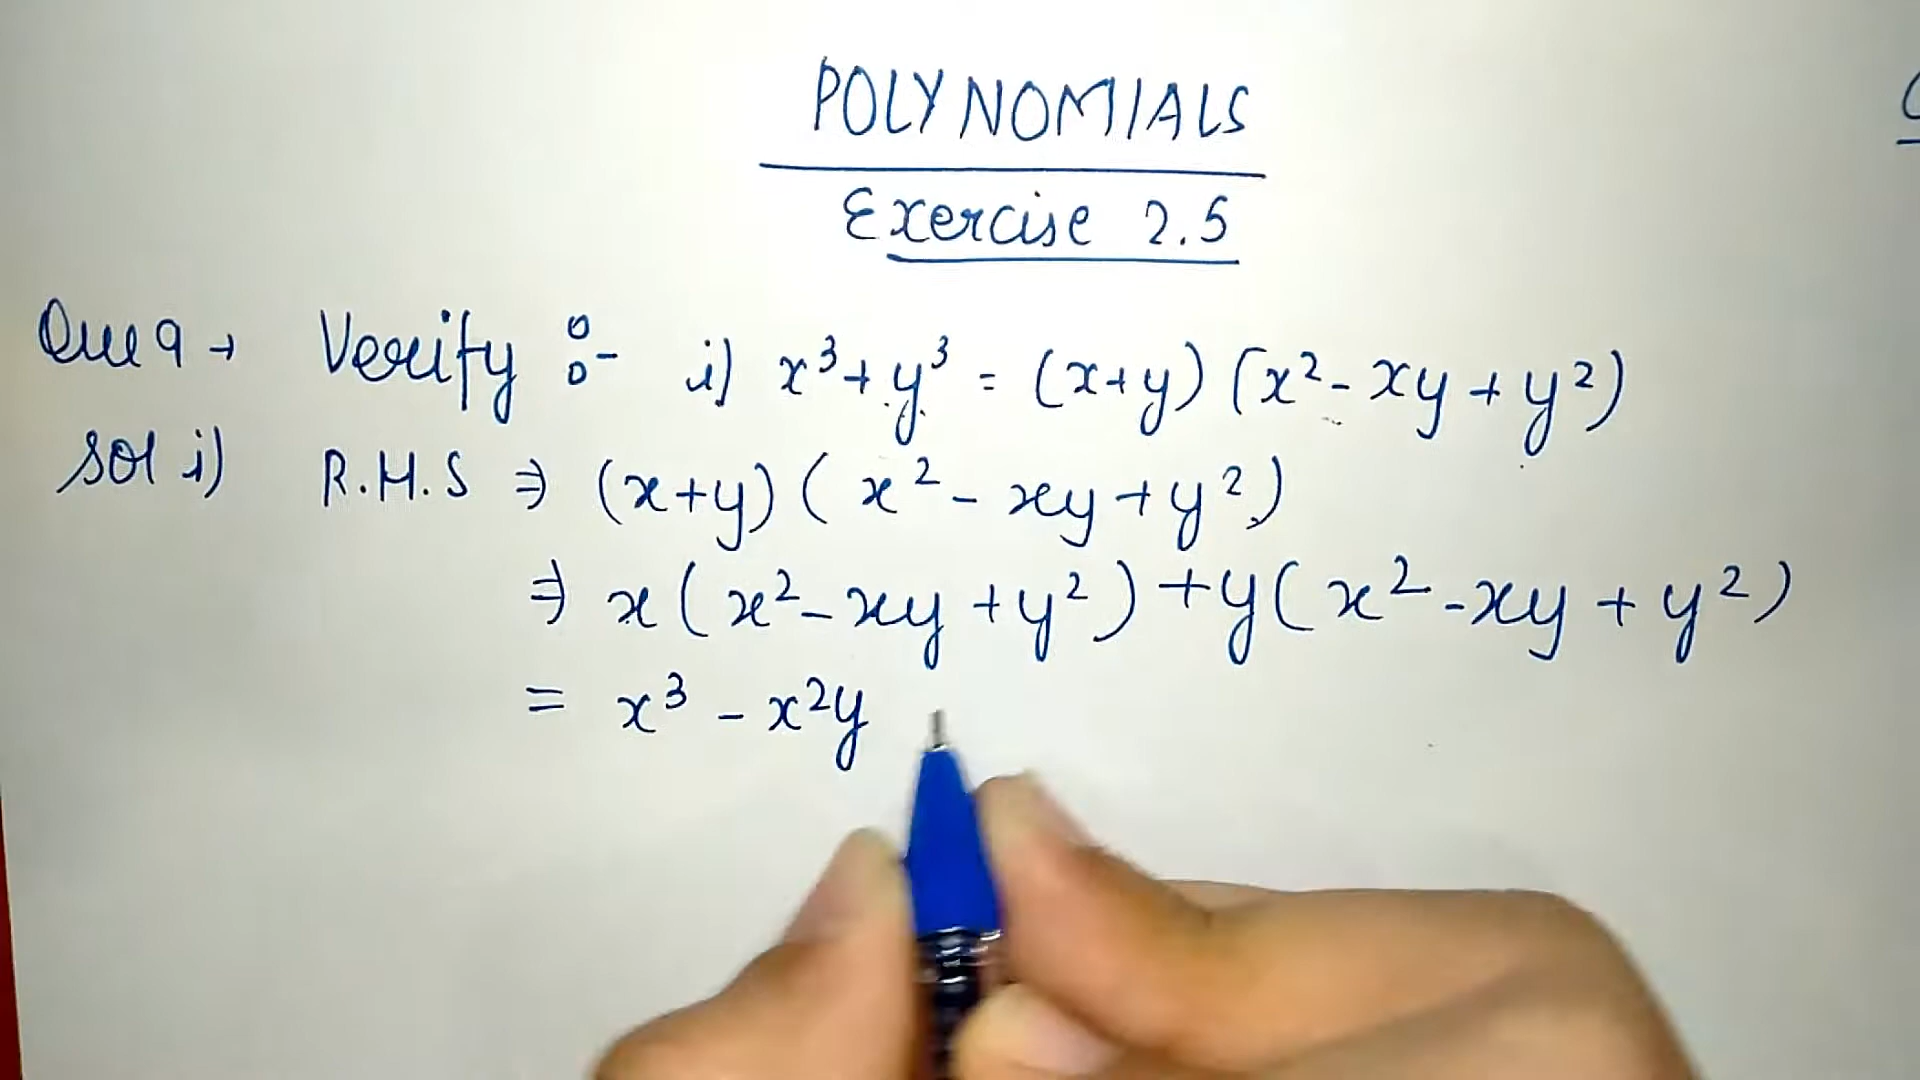 POLYNOMIALS
Exercise 2.5
Que 9 → Verify :- i) x³+y³ = (x+y) (x²-xy+y²)
sol i) R.H.S ⇒ (x+y) (x²-xy+y²)
⇒ x(x²-xy+y²)+y(x²-xy+y²)
= x³ - x²y